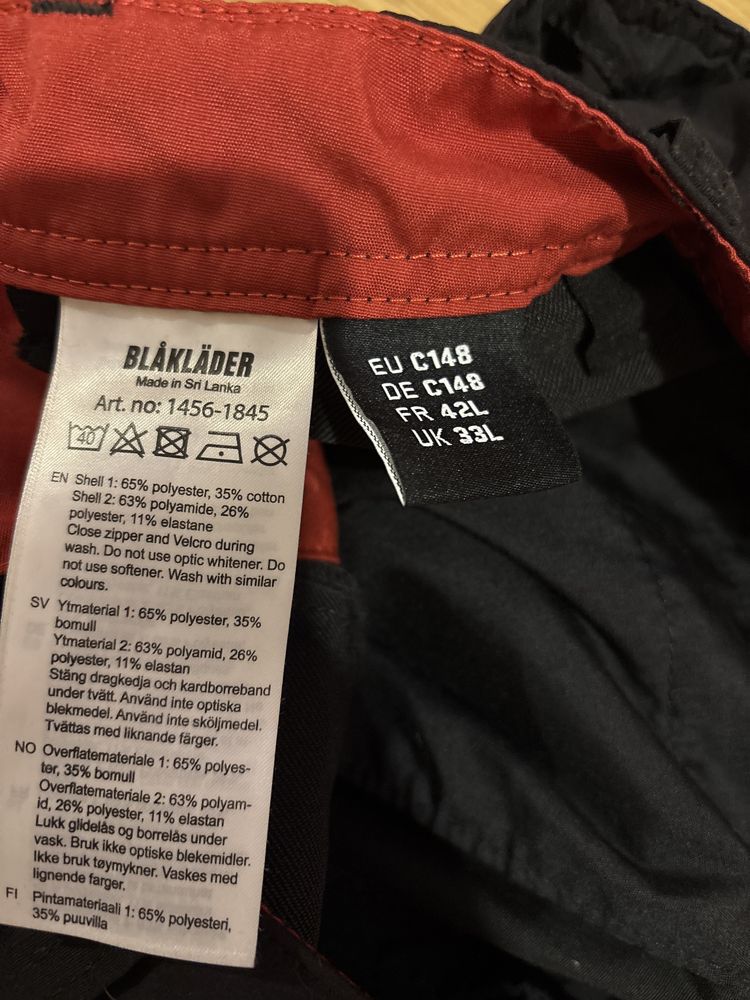 BLÅKLÄDER
Made in Sri Lanka
Art. no: 1456-1845
40
EN Shell 1: 65% polyester, 35% cotton
Shell 2: 63% polyamide, 26%
polyester, 11% elastane
Close zipper and Velcro during
wash. Do not use optic whitener. Do
not use softener. Wash with similar
colours.
SV Ytmaterial 1: 65% polyester, 35%
bomull
Ytmaterial 2: 63% polyamid, 26%
polyester, 11% elastan
Stäng dragkedja och kardborreband
under tvätt. Använd inte optiska
blekmedel. Använd inte sköljmedel.
Tvättas med liknande färger.
NO Overflatemateriale 1: 65% polyes-
ter, 35% bomull
Overflatemateriale 2: 63% polyam-
id, 26% polyester, 11% elastan
Lukk glidelås og borrelås under
vask. Bruk ikke optiske blekemidler.
Ikke bruk tøymykner. Vaskes med
lignende farger.
FI Pintamateriaali 1: 65% polyesteri,
35% puuvilla
EU C148
DE C148
FR 42L
UK 33L